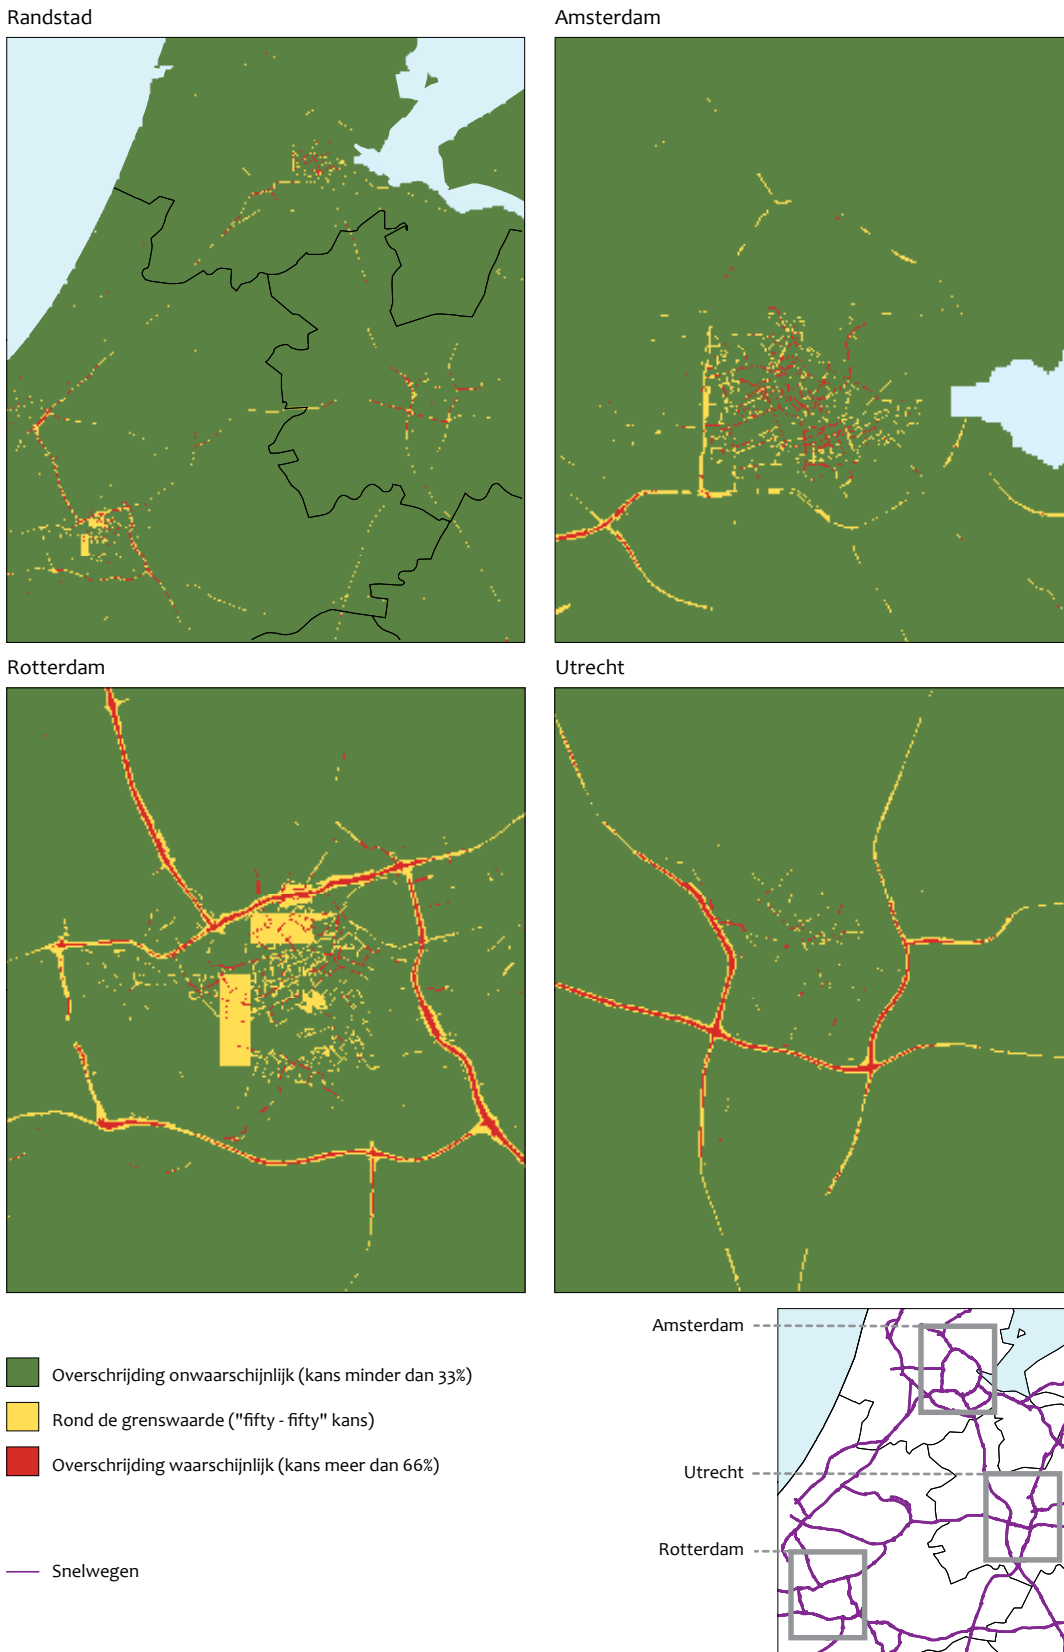 Randstad
Amsterdam
Rotterdam
Utrecht
Overschrijding onwaarschijnlijk (kans minder dan 33%)
Rond de grenswaarde ("fifty - fifty" kans)
Overschrijding waarschijnlijk (kans meer dan 66%)
Snelwegen
Amsterdam
Utrecht
Rotterdam